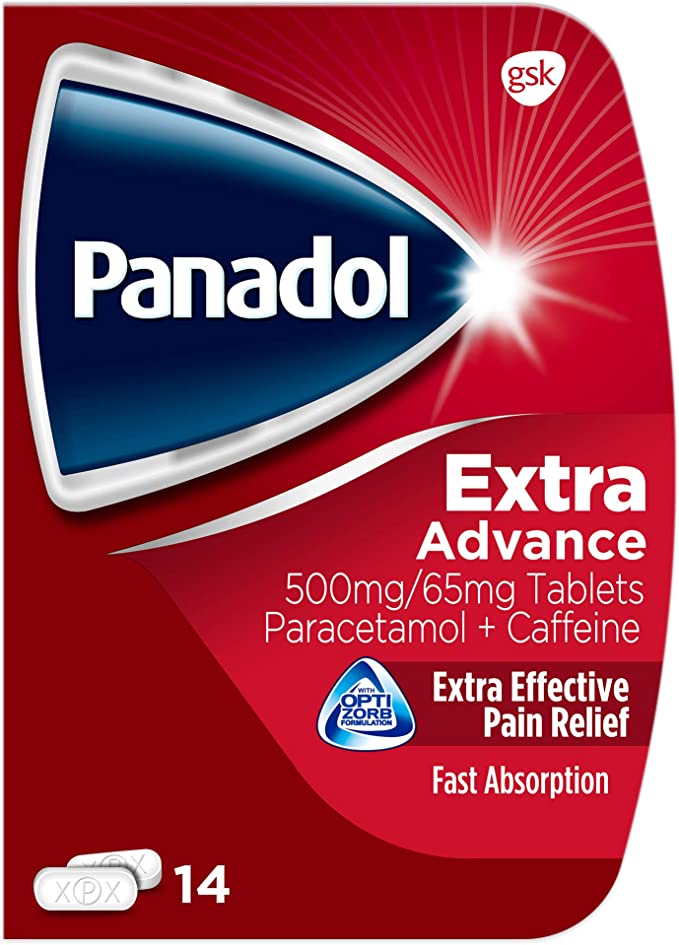 gsk
Panadol
Extra
Advance
500mg/65mg Tablets
Paracetamol + Caffeine
WITH
OPTI
ZORB
FORMULATION
Extra Effective
Pain Relief
Fast Absorption
XPX
14